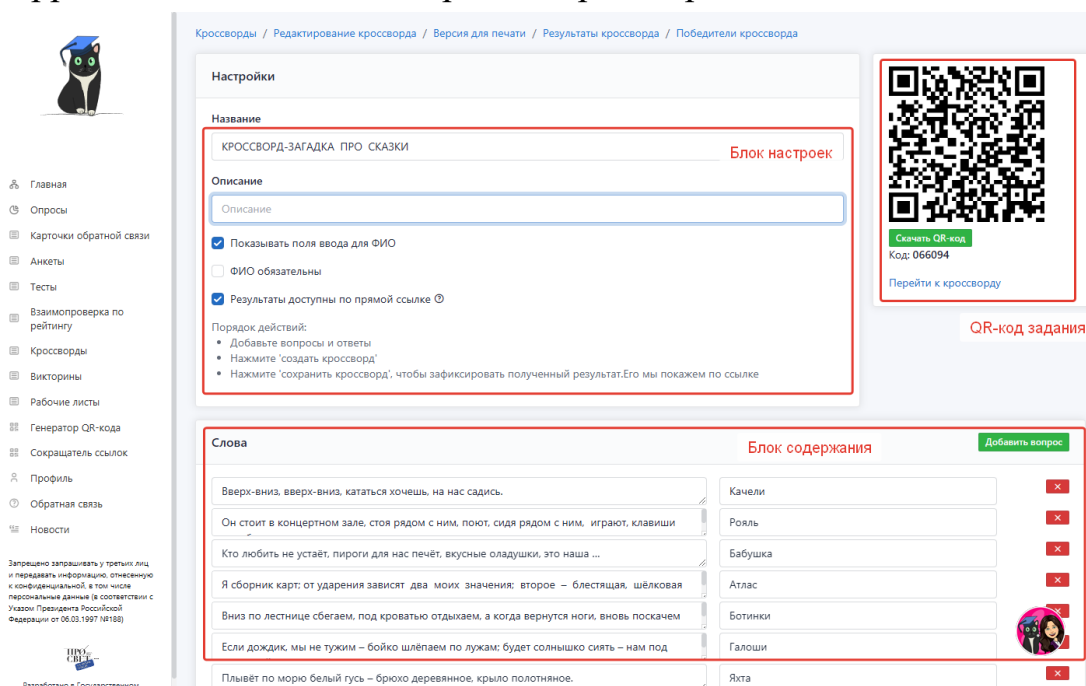 Кроссворды / Редактирование кроссворда / Версия для печати / Результаты кроссворда / Победители кроссворда
Главная
Опросы
Карточки обратной связи
Анкеты
Тесты
Взаимопроверка по
рейтингу
Кроссворды
Викторины
Рабочие листы
Генератор QR-кода
Сокращатель ссылок
Профиль
Обратная связь
Новости
Запрещено запрашивать у третьих лиц
и передавать информацию, отнесенную
к конфиденциальной, в том числе
персональные данные (в соответствии с
Указом Президента Российской
Федерации от 06.03.1997 №188)
ПРО
СВЕТ
Разработано в Государственном
Настройки
Название
КРОССВОРД-ЗАГАДКА ПРО СКАЗКИ
Блок настроек
Описание
Описание
Показывать поля ввода для ФИО
ФИО обязательны
Результаты доступны по прямой ссылке
Порядок действий:
Добавьте вопросы и ответы
Нажмите 'создать кроссворд'
Нажмите 'сохранить кроссворд', чтобы зафиксировать полученный результат.Его мы покажем по ссылке
Скачать QR-код
Код: 066094
Перейти к кроссворду
QR-код задания
Слова
Блок содержания
Добавить вопрос
Вверх-вниз, вверх-вниз, кататься хочешь, на нас садись. Качели
Он стоит в концертном зале, стоя рядом с ним, поют, сидя рядом с ним, играют, клавиши Рояль
Кто любить не устаёт, пироги для нас печёт, вкусные оладушки, это наша ... Бабушка
Я сборник карт; от ударения зависят два моих значения; второе – блестящая, шёлковая Атлас
Вниз по лестнице сбегаем, под кроватью отдыхаем, а когда вернутся ноги, вновь поскачем Ботинки
Если дождик, мы не тужим – бойко шлёпаем по лужам; будет солнышко сиять – нам под Галоши
Плывёт по морю белый гусь – брюхо деревянное, крыло полотняное. Яхта